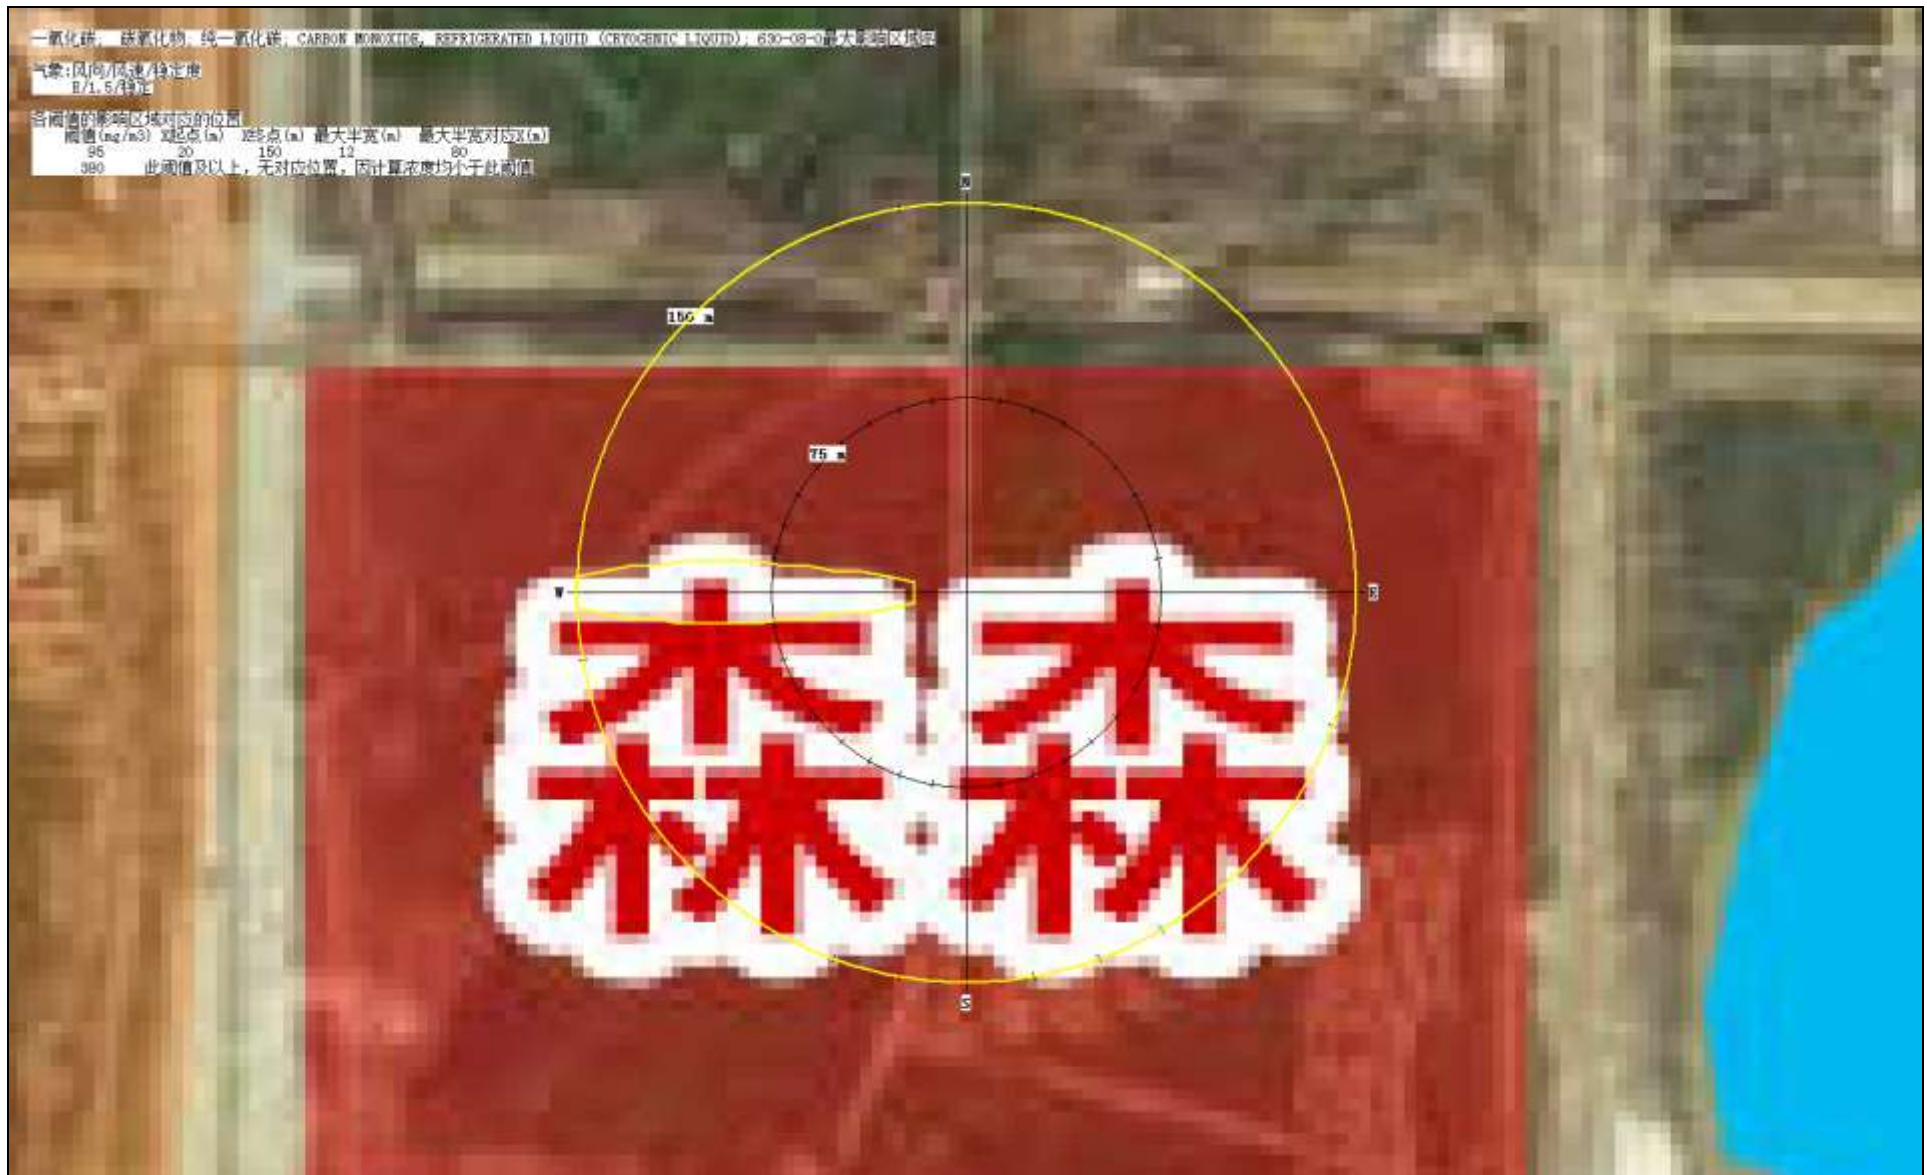 一氧化碳; 碳氧化物; 纯一氧化碳; CARBON MONOXIDE, REFRIGERATED LIQUID (CRYOGENIC LIQUID); 630-08-0最大影响区域图
气象:风向/风速/稳定度
E/1.5/稳定
各阈值的影响区域对应的位置
阈值(mg/m3) X起点(m) X终点(m) 最大半宽(m) 最大半宽对应X(m)
95 20 150 12 80
380 此阈值及以上，无对应位置，因计算浓度均小于此阈值
N
m
75 m
W
E
森森
S